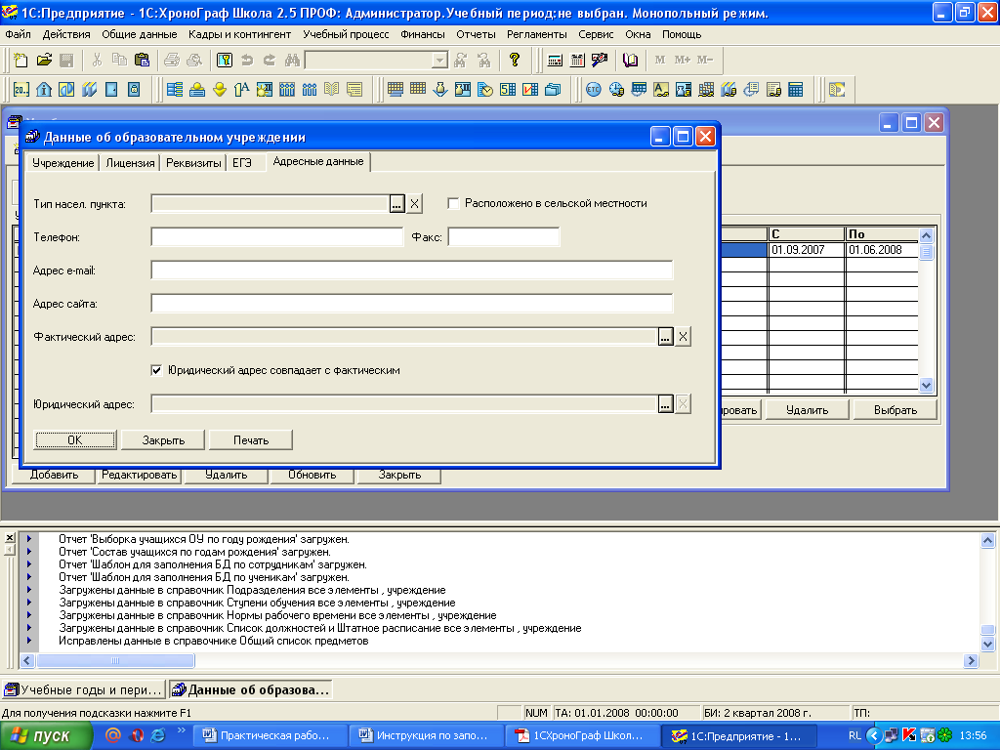 1С:Предприятие - 1С:ХроноГраф Школа 2.5 ПРОФ: Администратор.Учебный период:не выбран. Монопольный режим.
Файл Действия Общие данные Кадры и контингент Учебный процесс Финансы Отчеты Регламенты Сервис Окна Помощь
M M+ M−
Данные об образовательном учреждении
Учреждение Лицензия Реквизиты ЕГЭ Адресные данные
Тип насел. пункта: ... X Расположено в сельской местности
Телефон: Факс:
С По
01.09.2007 01.06.2008
Адрес e-mail:
Адрес сайта:
Фактический адрес: ... X
Юридический адрес совпадает с фактическим
Юридический адрес: ... X
ровать Удалить Выбрать
OK Закрыть Печать
Добавить Редактировать Удалить Обновить Закрыть
Отчет 'Выборка учащихся ОУ по году рождения' загружен.
Отчет 'Состав учащихся по годам рождения' загружен.
Отчет 'Шаблон для заполнения БД по сотрудникам' загружен.
Отчет 'Шаблон для заполнения БД по ученикам' загружен.
Загружены данные в справочник Подразделения все элементы , учреждение
Загружены данные в справочник Ступени обучения все элементы , учреждение
Загружены данные в справочник Нормы рабочего времени все элементы , учреждение
Загружены данные в справочник Список должностей и Штатное расписание все элементы , учреждение
Исправлены данные в справочнике Общий список предметов
Учебные годы и пери... Данные об образова...
Для получения подсказки нажмите F1 NUM ТА: 01.01.2008 00:00:00 БИ: 2 квартал 2008 г. ТП:
пуск Практическая рабо... Инструкция по запо... 1СХроноГраф Школ... 1С:Предприятие - 1... RL 13:56